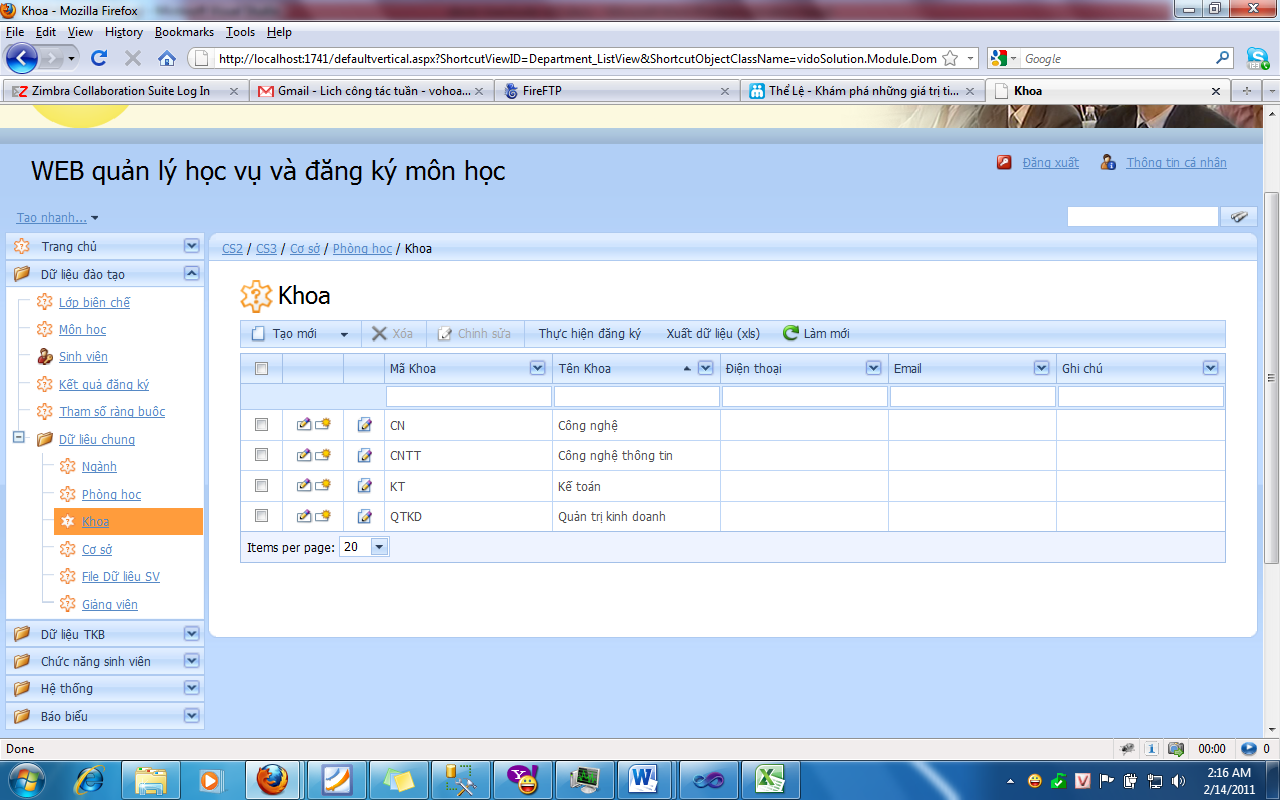 Khoa - Mozilla Firefox
File Edit View History Bookmarks Tools Help
http://localhost:1741/defaultvertical.aspx?ShortcutViewID=Department_ListView&ShortcutObjectClassName=vidoSolution.Module.Dom
Google
Zimbra Collaboration Suite Log In
Gmail - Lich công tác tuần - vohoa...
FireFTP
Thể Lệ - Khám phá những giá trị ti...
Khoa
WEB quản lý học vụ và đăng ký môn học
Đăng xuất
Thông tin cá nhân
Tạo nhanh...
Trang chủ
Dữ liệu đào tạo
Lớp biên chế
Môn học
Sinh viên
Kết quả đăng ký
Tham số ràng buộc
Dữ liệu chung
Ngành
Phòng học
Khoa
Cơ sở
File Dữ liệu SV
Giảng viên
Dữ liệu TKB
Chức năng sinh viên
Hệ thống
Báo biểu
CS2 / CS3 / Cơ sở / Phòng học / Khoa
Khoa
Tạo mới Xóa Chỉnh sửa Thực hiện đăng ký Xuất dữ liệu (xls) Làm mới
Mã Khoa Tên Khoa Điện thoại Email Ghi chú
CN Công nghệ
CNTT Công nghệ thông tin
KT Kế toán
QTKD Quản trị kinh doanh
Items per page: 20
Done
00:00
0
2:16 AM
2/14/2011